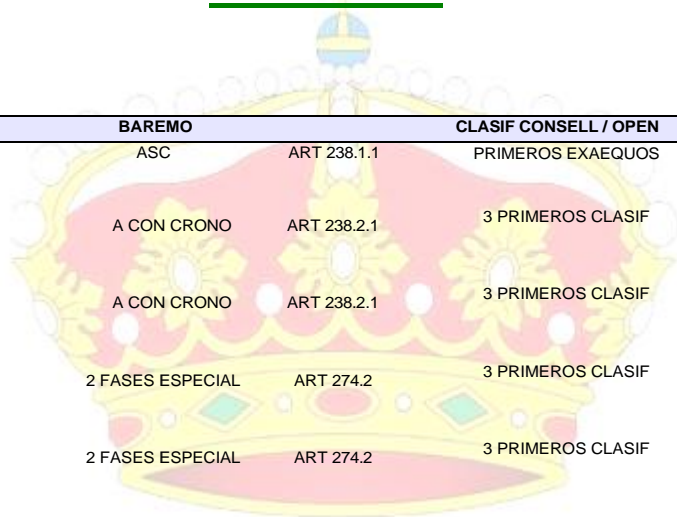 BAREMO CLASIF CONSELL / OPEN
ASC ART 238.1.1 PRIMEROS EXAEQUOS
A CON CRONO ART 238.2.1 3 PRIMEROS CLASIF
A CON CRONO ART 238.2.1 3 PRIMEROS CLASIF
2 FASES ESPECIAL ART 274.2 3 PRIMEROS CLASIF
2 FASES ESPECIAL ART 274.2 3 PRIMEROS CLASIF